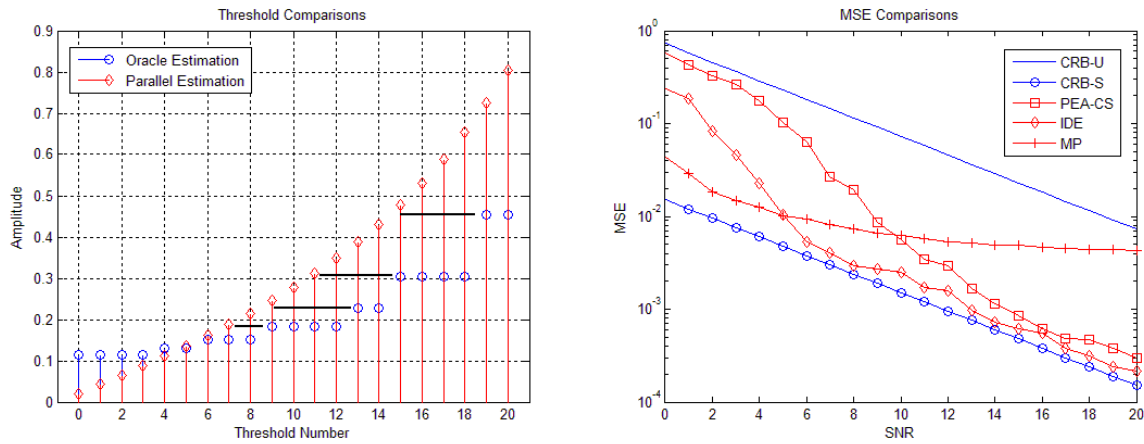 Threshold Comparisons
Oracle Estimation
Parallel Estimation
0.9
0.8
0.7
0.6
0.5
0.4
0.3
0.2
0.1
0
Amplitude
0 2 4 6 8 10 12 14 16 18 20
Threshold Number
MSE Comparisons
CRB-U
CRB-S
PEA-CS
IDE
MP
10^0
10^-1
10^-2
10^-3
10^-4
MSE
0 2 4 6 8 10 12 14 16 18 20
SNR